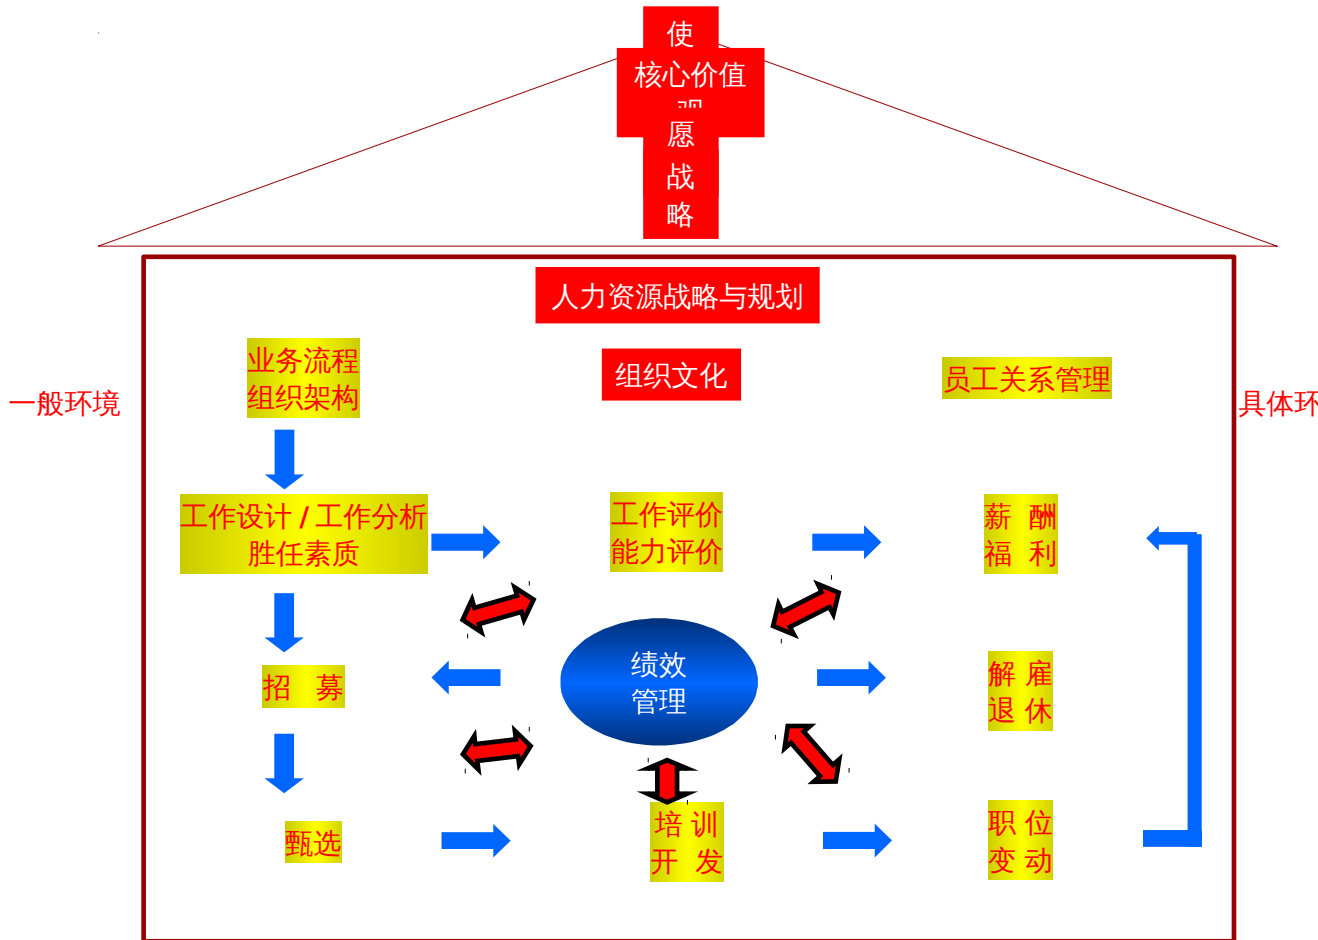 使
核心价值
愿
战
略
人力资源战略与规划
业务流程
组织架构
组织文化
员工关系管理
一般环境
具体环
工作设计 / 工作分析
胜任素质
工作评价
能力评价
薪 酬
福 利
绩效
管理
招 募
解 雇
退 休
甄选
培 训
开 发
职 位
变 动